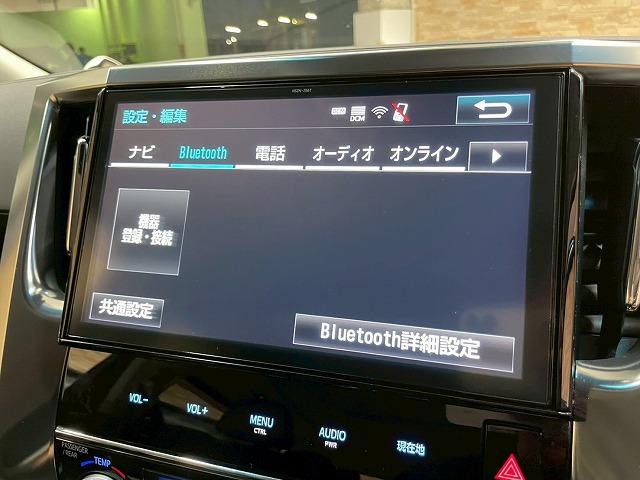 設定・編集
DCM
ナビ Bluetooth 電話 オーディオ オンライン
機器
登録・接続
共通設定
Bluetooth詳細設定
VOL- VOL+ MENU AUDIO 現在地
CTRL PWR
PASSENGER
/REAR
TEMP